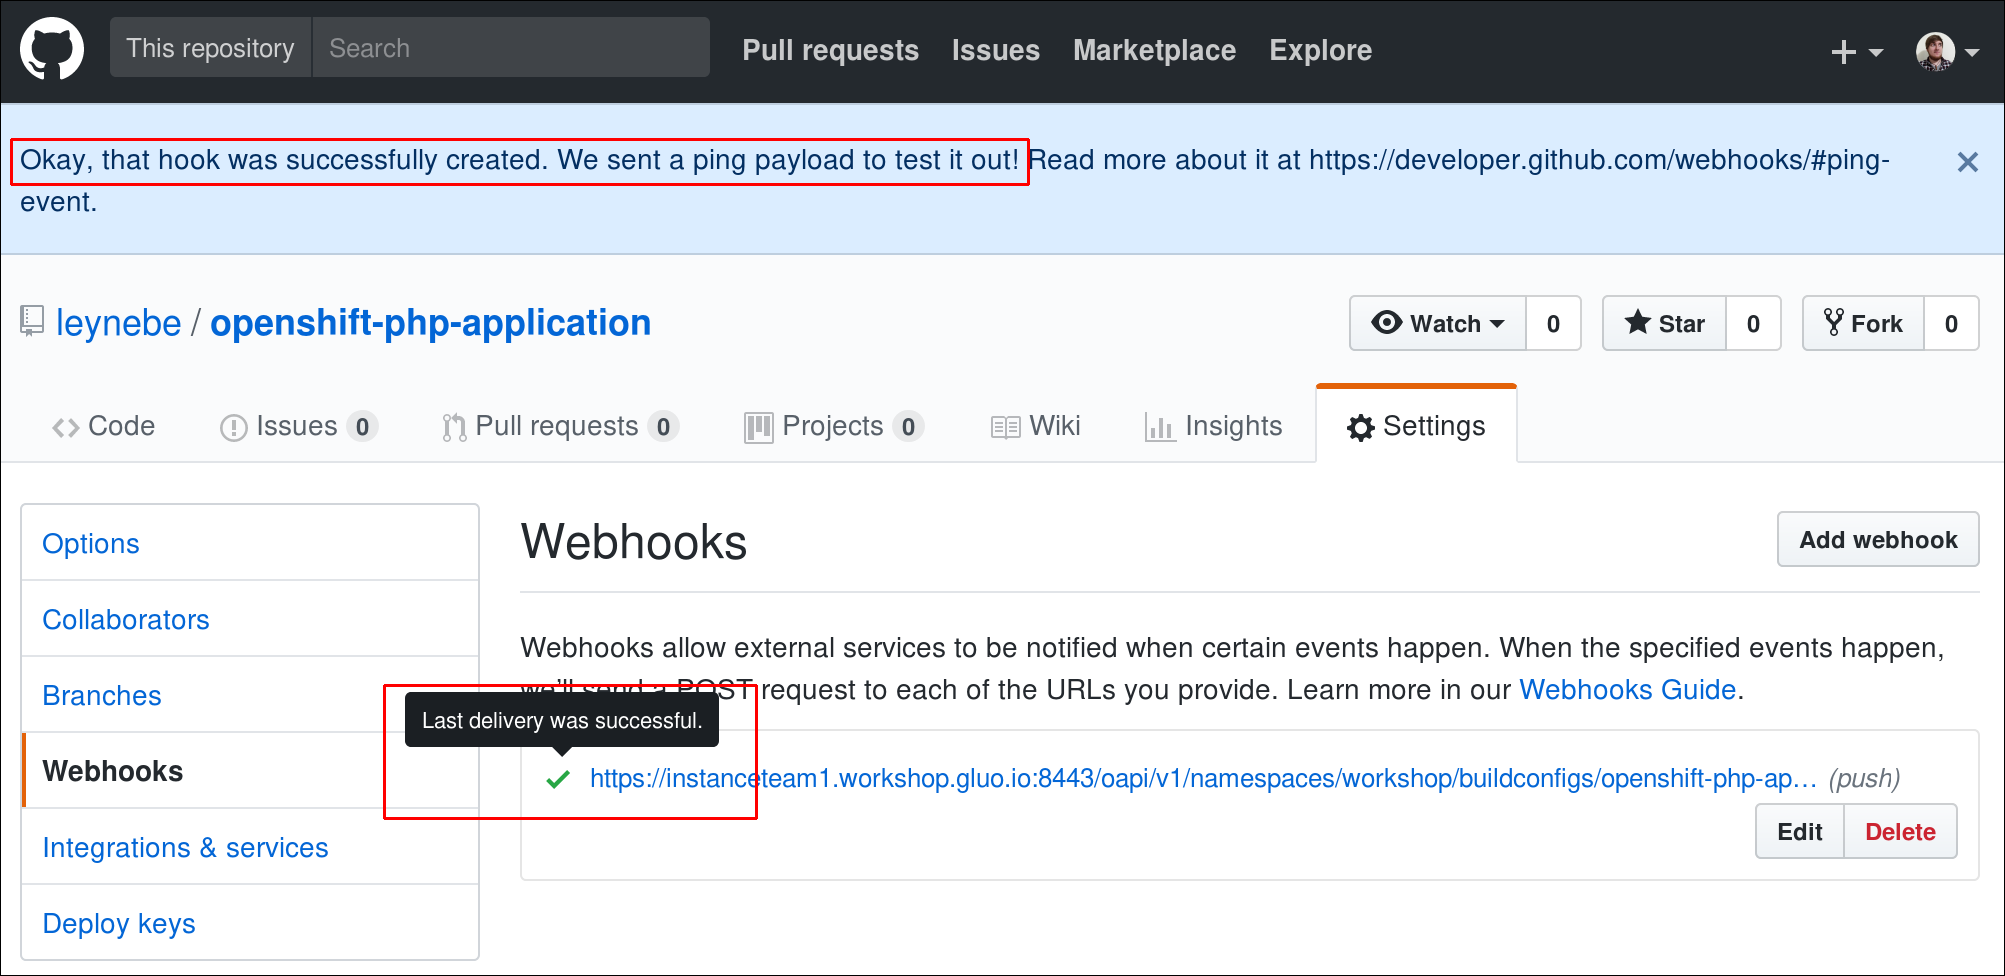 This repository Search Pull requests Issues Marketplace Explore
Okay, that hook was successfully created. We sent a ping payload to test it out! Read more about it at https://developer.github.com/webhooks/#ping-
event.
leynebe / openshift-php-application Watch 0 Star 0 Fork 0
Code Issues 0 Pull requests 0 Projects 0 Wiki Insights Settings
Options
Collaborators
Branches
Webhooks
Integrations & services
Deploy keys
Webhooks Add webhook
Webhooks allow external services to be notified when certain events happen. When the specified events happen,
we'll send a POST request to each of the URLs you provide. Learn more in our Webhooks Guide.
Last delivery was successful.
https://instanceteam1.workshop.gluo.io:8443/oapi/v1/namespaces/workshop/buildconfigs/openshift-php-ap… (push)
Edit Delete